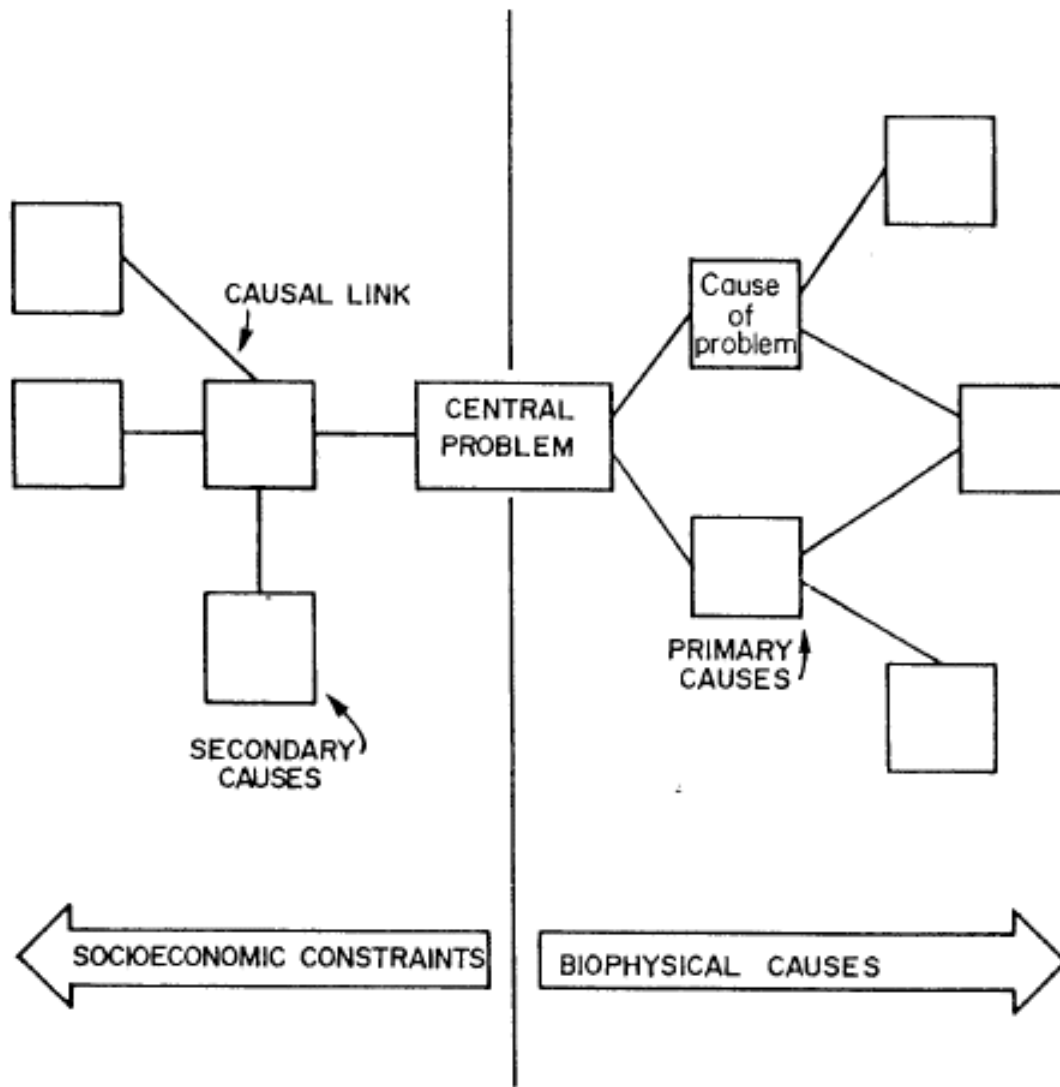 CAUSAL LINK
Cause
of
problem
CENTRAL
PROBLEM
PRIMARY
CAUSES
SECONDARY
CAUSES
SOCIOECONOMIC CONSTRAINTS
BIOPHYSICAL CAUSES